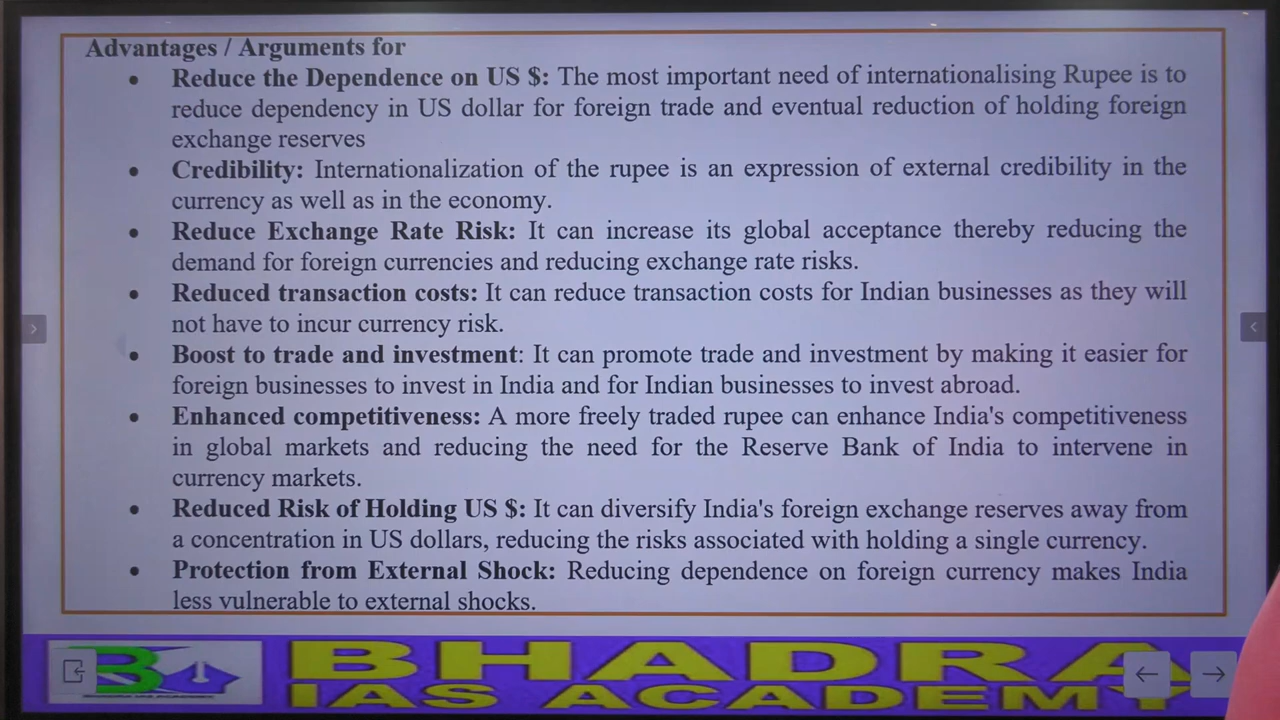 Advantages / Arguments for
• Reduce the Dependence on US $: The most important need of internationalising Rupee is to
reduce dependency in US dollar for foreign trade and eventual reduction of holding foreign
exchange reserves
• Credibility: Internationalization of the rupee is an expression of external credibility in the
currency as well as in the economy.
• Reduce Exchange Rate Risk: It can increase its global acceptance thereby reducing the
demand for foreign currencies and reducing exchange rate risks.
• Reduced transaction costs: It can reduce transaction costs for Indian businesses as they will
not have to incur currency risk.
• Boost to trade and investment: It can promote trade and investment by making it easier for
foreign businesses to invest in India and for Indian businesses to invest abroad.
• Enhanced competitiveness: A more freely traded rupee can enhance India's competitiveness
in global markets and reducing the need for the Reserve Bank of India to intervene in
currency markets.
• Reduced Risk of Holding US $: It can diversify India's foreign exchange reserves away from
a concentration in US dollars, reducing the risks associated with holding a single currency.
• Protection from External Shock: Reducing dependence on foreign currency makes India
less vulnerable to external shocks.
BHADRA
IAS ACADEMY